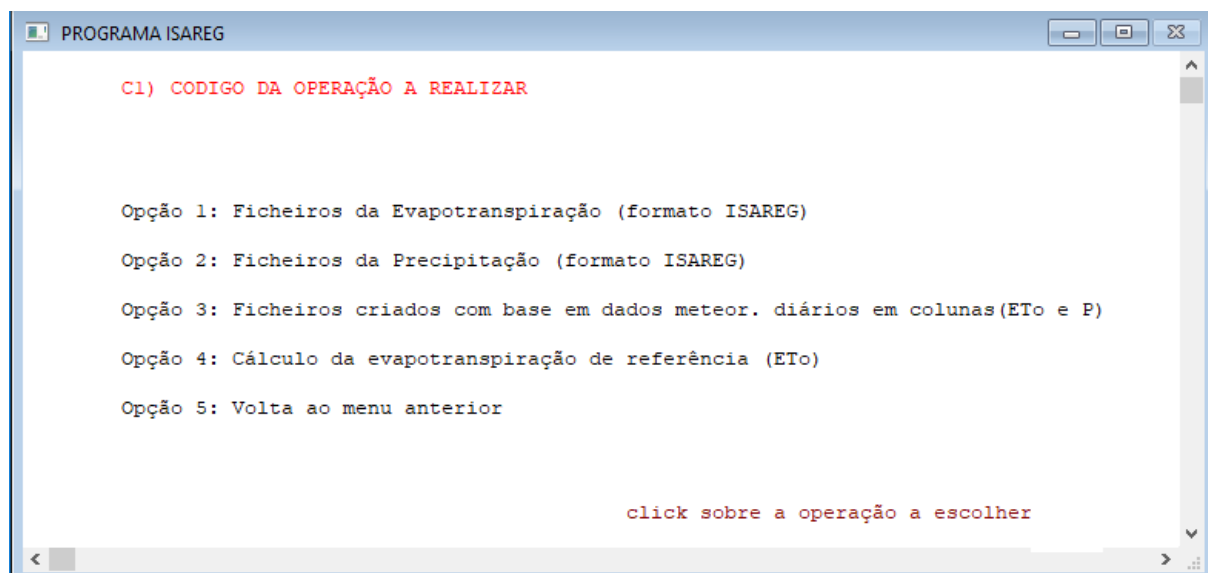 PROGRAMA ISAREG
C1) CODIGO DA OPERAÇÃO A REALIZAR
Opção 1: Ficheiros da Evapotranspiração (formato ISAREG)
Opção 2: Ficheiros da Precipitação (formato ISAREG)
Opção 3: Ficheiros criados com base em dados meteor. diários em colunas(ETo e P)
Opção 4: Cálculo da evapotranspiração de referência (ETo)
Opção 5: Volta ao menu anterior
click sobre a operação a escolher